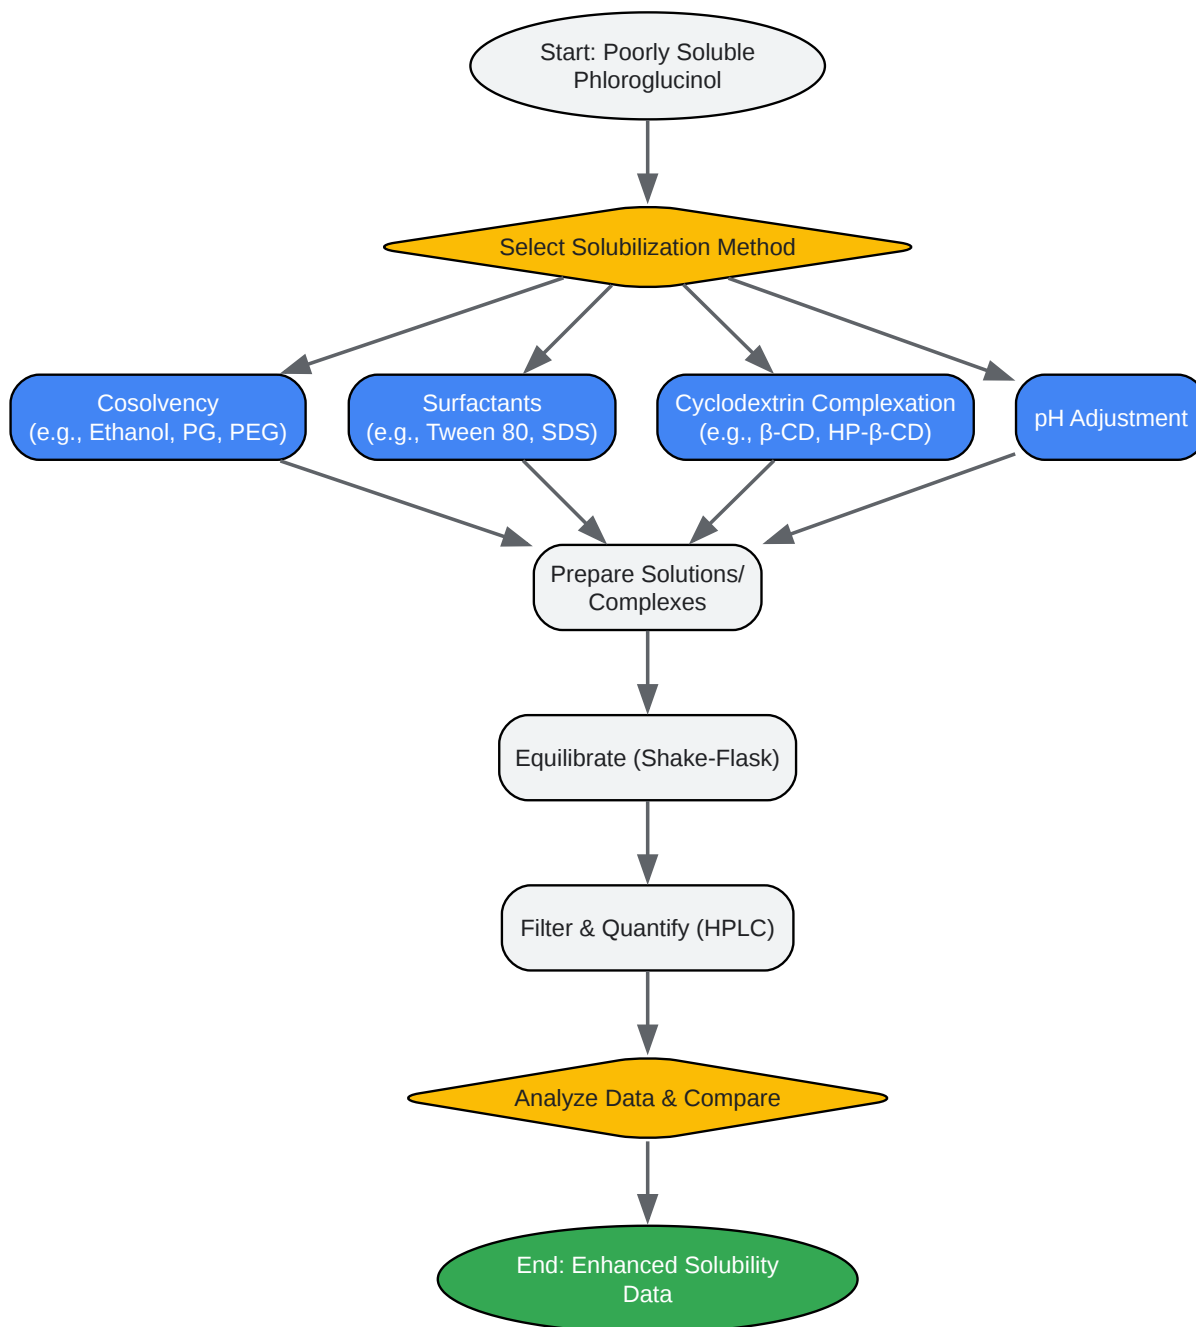 Start: Poorly Soluble
Phloroglucinol
Select Solubilization Method
Cosolvency
(e.g., Ethanol, PG, PEG)
Surfactants
(e.g., Tween 80, SDS)
Cyclodextrin Complexation
(e.g., β-CD, HP-β-CD)
pH Adjustment
Prepare Solutions/
Complexes
Equilibrate (Shake-Flask)
Filter & Quantify (HPLC)
Analyze Data & Compare
End: Enhanced Solubility
Data